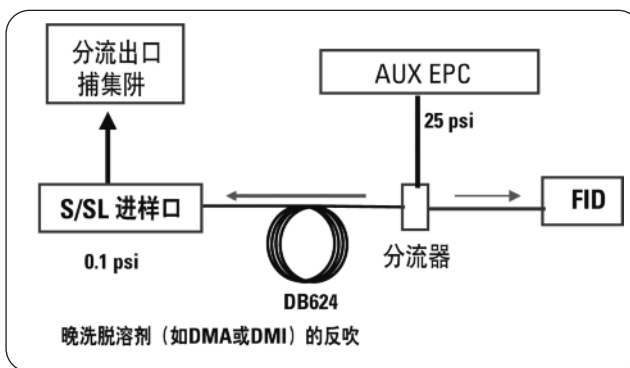 分流出口
捕集阱
AUX EPC
25 psi
S/SL 进样口
FID
分流器
0.1 psi
DB624
晚洗脱溶剂（如DMA或DMI）的反吹